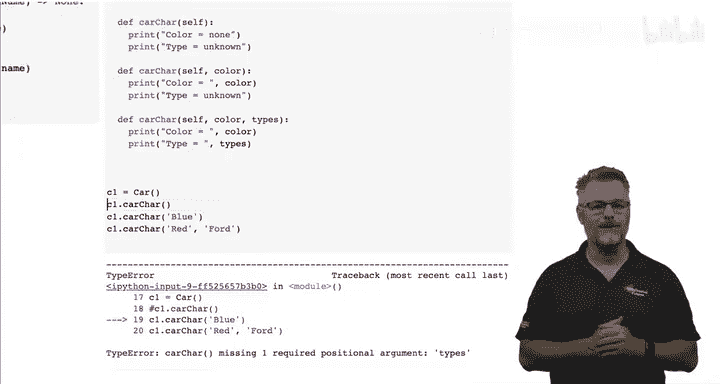 Name) -> None:
)
name)
def carChar(self):
print("Color = none")
print("Type = unknown")
def carChar(self, color):
print("Color = ", color)
print("Type = unknown")
def carChar(self, color, types):
print("Color = ", color)
print("Type = ", types)
c1 = Car()
c1.carChar()
c1.carChar('Blue')
c1.carChar('Red', 'Ford')
---------------------------------------------------------------------------
TypeError Traceback (most recent call last)
<ipython-input-9-ff525657b3b0> in <module>()
17 c1 = Car()
18 #c1.carChar()
---> 19 c1.carChar('Blue')
20 c1.carChar('Red', 'Ford')
TypeError: carChar() missing 1 required positional argument: 'types'
bilibili